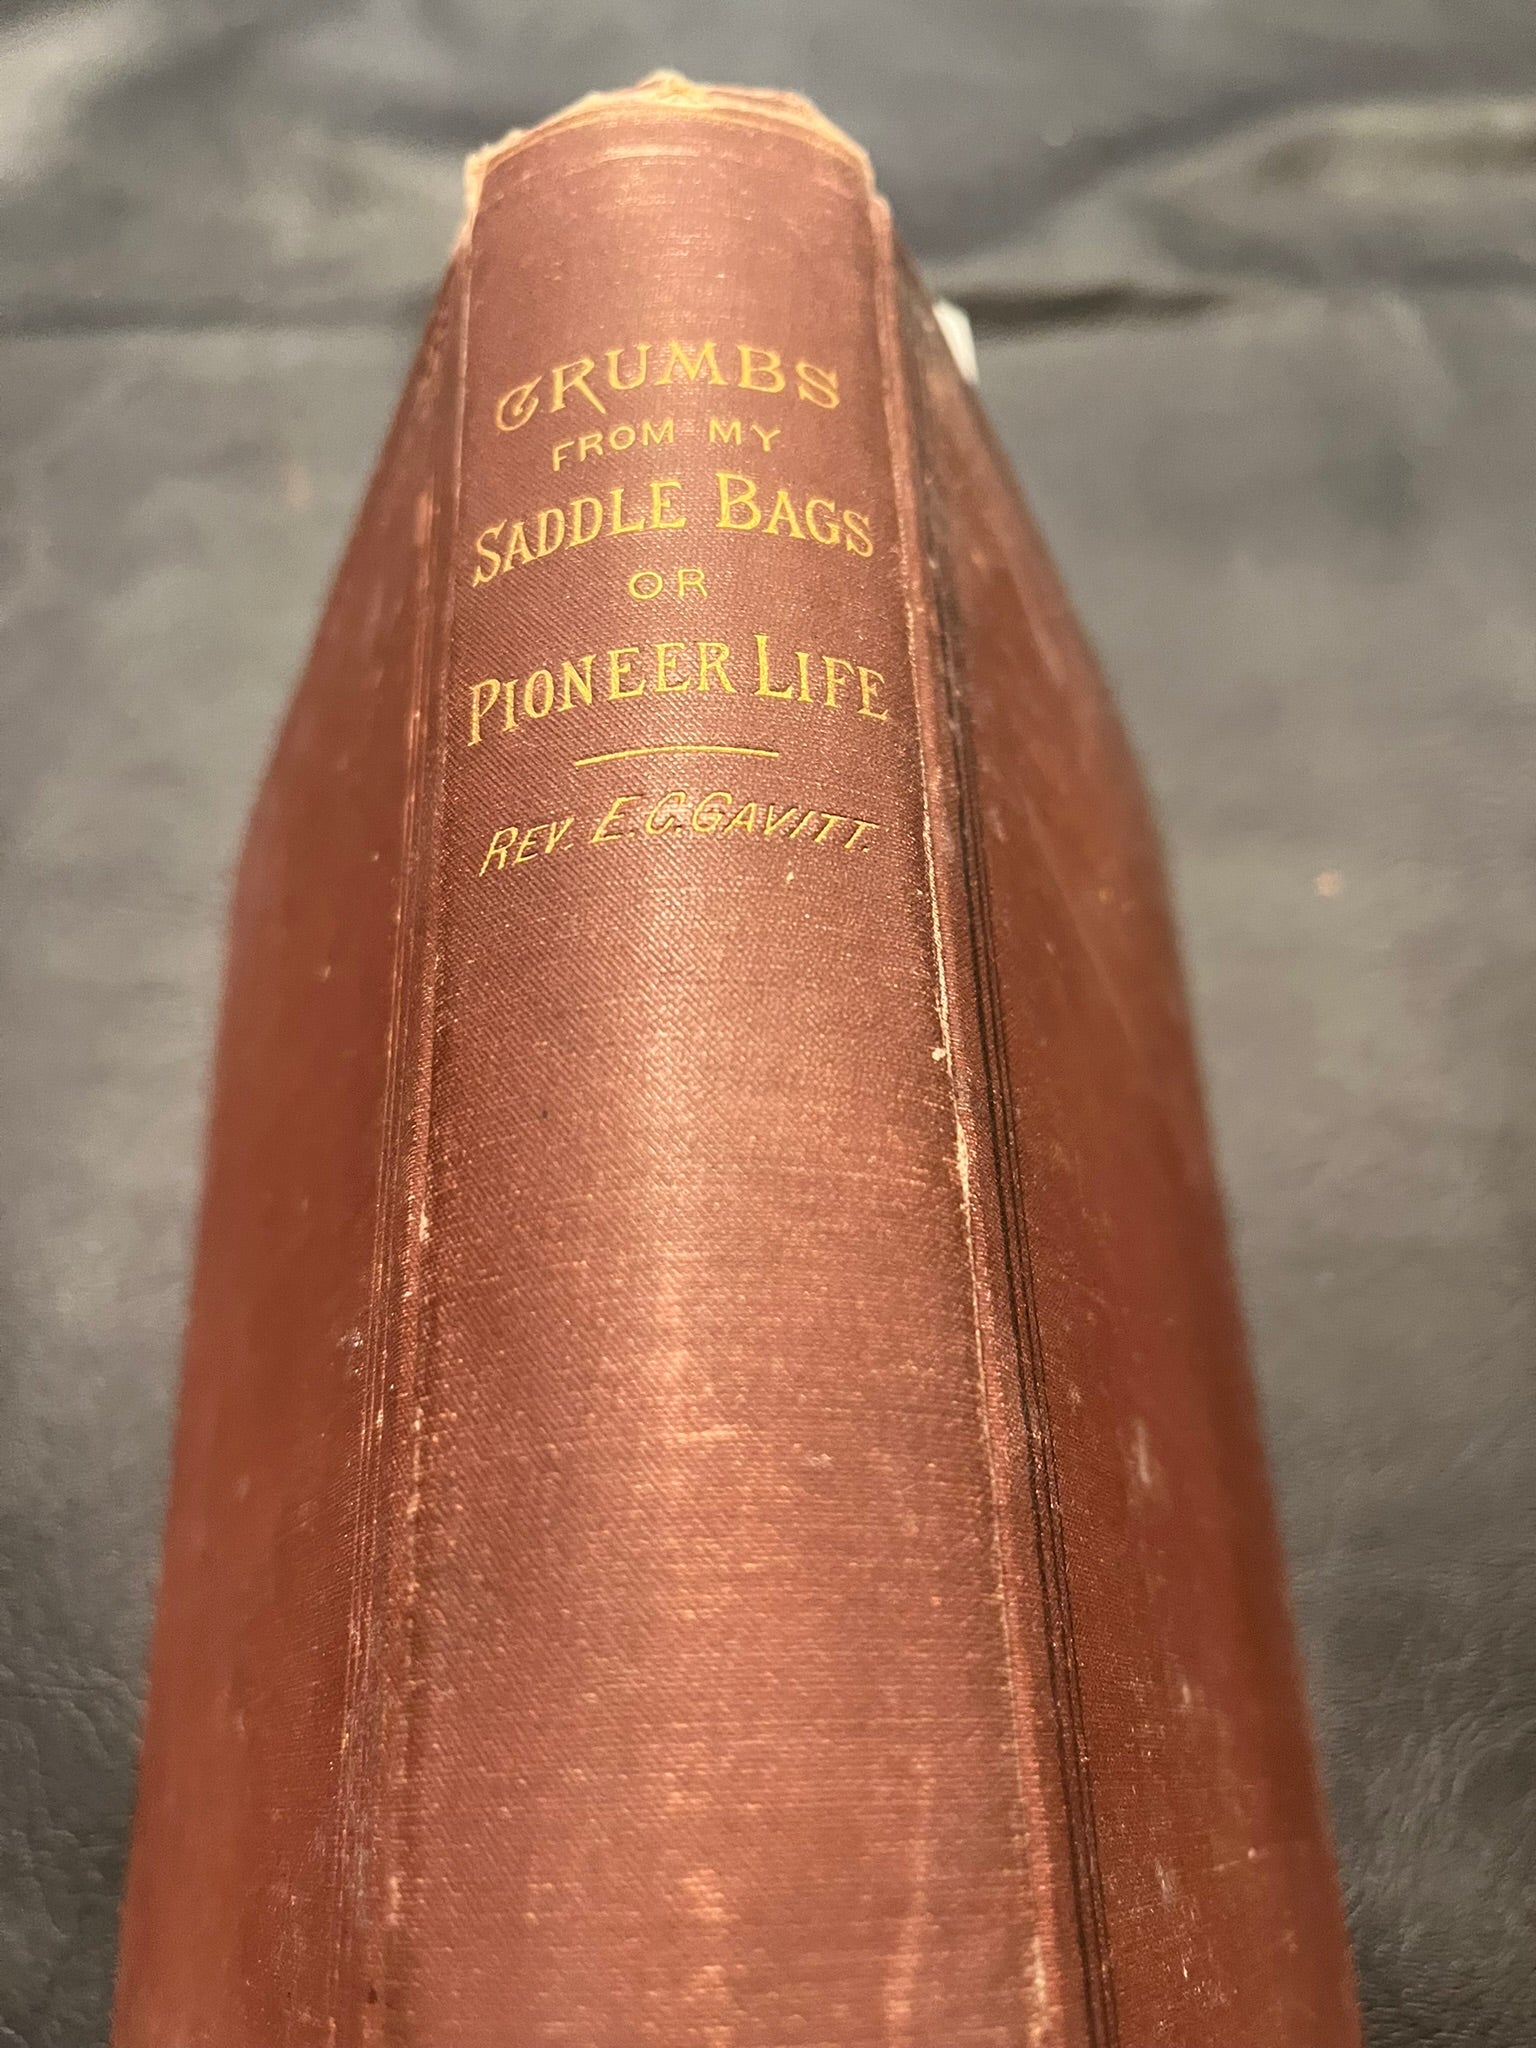 CRUMBS
FROM MY
SADDLE BAGS
OR
PIONEER LIFE
REV. E.C. GAVITT.